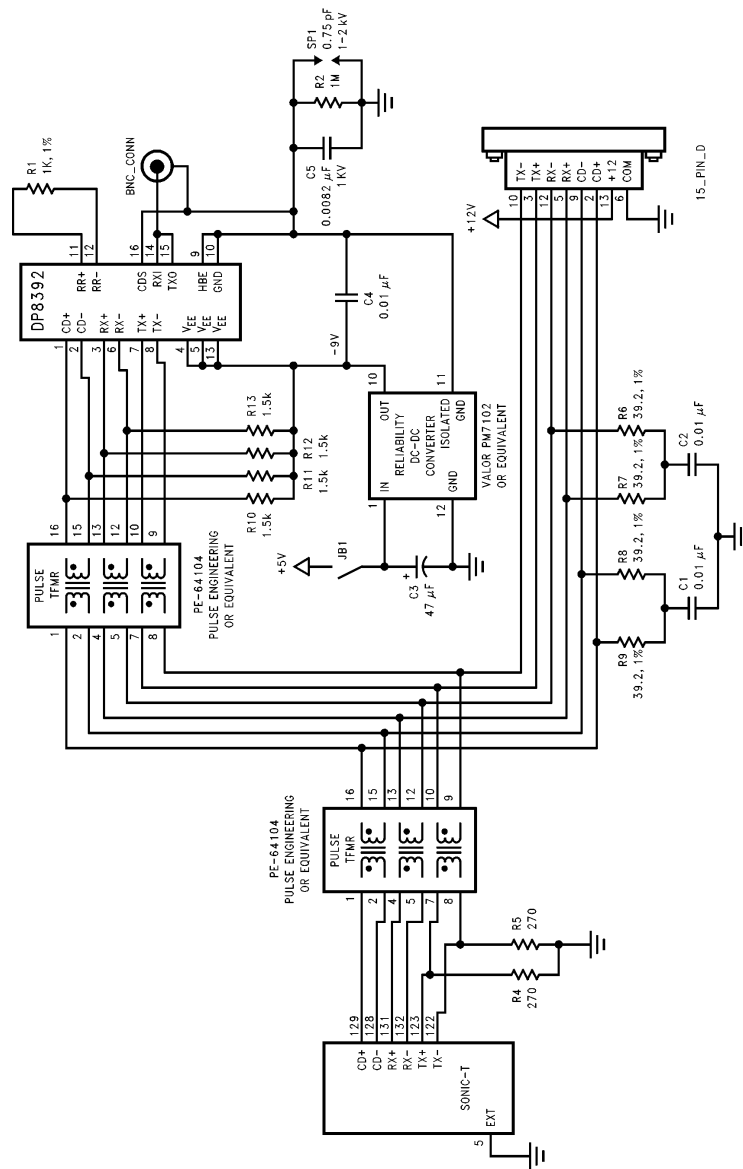 R1
1K, 1%
BNC_CONN
SP1
0.75 pF
1-2 kV
R2
1M
C5
0.0082 µF
1 KV
11
12
16
14
15
9
10
RR+
RR-
CDS
RXI
TXO
HBE
GND
DP8392
CD+
CD-
RX+
RX-
TX+
TX-
VEE
VEE
VEE
1
2
3
6
7
8
4
5
13
C4
0.01 µF
-9V
R13
1.5k
R12
1.5k
R11
1.5k
R10
1.5k
10
11
OUT
ISOLATED
GND
RELIABILITY
DC-DC
CONVERTER
IN
GND
1
12
VALOR PM7102
OR EQUIVALENT
+5V
JB1
+
C3
47 µF
16
15
13
12
10
9
PULSE
TFMR
PE-64104
PULSE ENGINEERING
OR EQUIVALENT
1
2
4
5
7
8
15_PIN_D
TX-
TX+
RX-
RX+
CD-
CD+
+12
COM
10
3
12
5
9
2
13
6
+12V
R6
39.2, 1%
R7
39.2, 1%
R8
39.2, 1%
R9
39.2, 1%
C2
0.01 µF
C1
0.01 µF
PE-64104
PULSE ENGINEERING
OR EQUIVALENT
PULSE
TFMR
16
15
13
12
10
9
1
2
4
5
7
8
R5
270
R4
270
129
128
131
132
123
122
CD+
CD-
RX+
RX-
TX+
TX-
SONIC-T
EXT
5